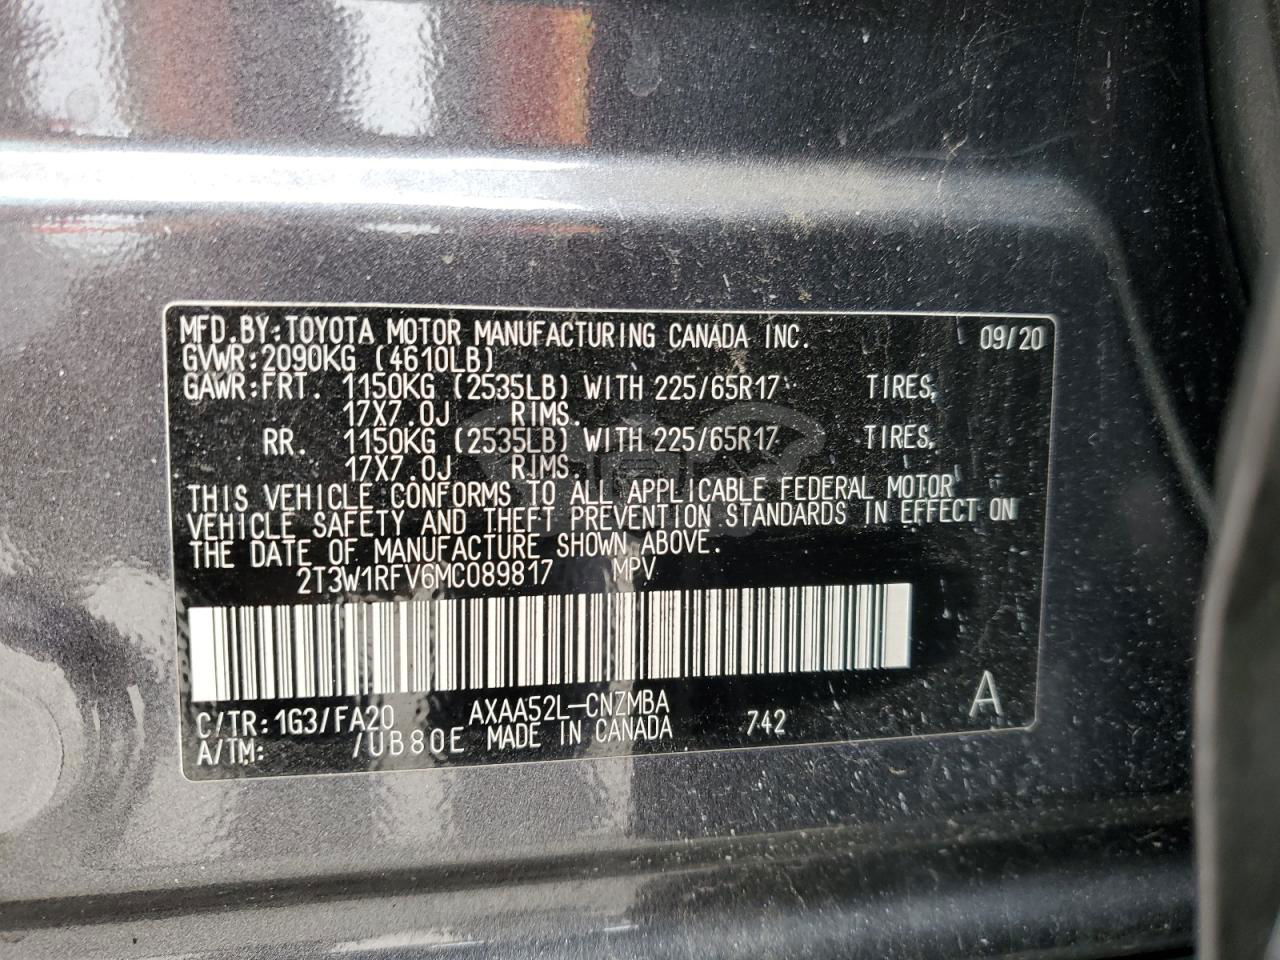 MFD.BY:TOYOTA MOTOR MANUFACTURING CANADA INC. 09/20
GVWR:2090KG (4610LB)
GAWR:FRT. 1150KG (2535LB) WITH 225/65R17 TIRES,
17X7.0J RIMS.
RR. 1150KG (2535LB) WITH 225/65R17 TIRES,
17X7.0J RIMS.
THIS VEHICLE CONFORMS TO ALL APPLICABLE FEDERAL MOTOR
VEHICLE SAFETY AND THEFT PREVENTION STANDARDS IN EFFECT ON
THE DATE OF MANUFACTURE SHOWN ABOVE.
2T3W1RFV6MC089817 MPV
C/TR:1G3/FA20 AXAA52L-CNZMBA A
A/TM: /UB80E MADE IN CANADA 742